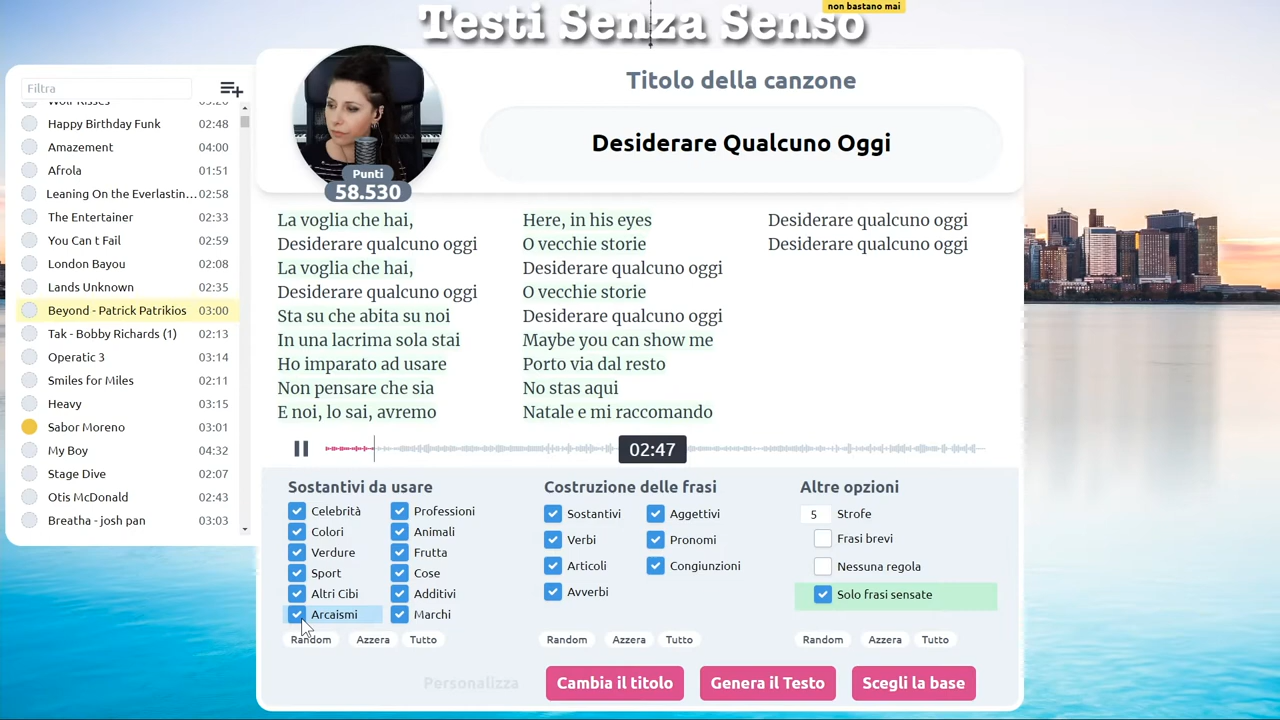 non bastano mai
Testi Senza Senso
Filtra
Wolf Kisses 03:20
Happy Birthday Funk 02:48
Amazement 04:00
Afrola 01:51
Leaning On the Everlastin... 02:58
The Entertainer 02:33
You Can t Fail 02:59
London Bayou 02:08
Lands Unknown 02:35
Beyond - Patrick Patrikios 03:00
Tak - Bobby Richards (1) 02:13
Operatic 3 03:14
Smiles for Miles 02:11
Heavy 03:15
Sabor Moreno 03:01
My Boy 04:32
Stage Dive 02:07
Otis McDonald 02:43
Breatha - josh pan 03:03
Punti
58.530
Titolo della canzone
Desiderare Qualcuno Oggi
La voglia che hai,
Desiderare qualcuno oggi
La voglia che hai,
Desiderare qualcuno oggi
Sta su che abita su noi
In una lacrima sola stai
Ho imparato ad usare
Non pensare che sia
E noi, lo sai, avremo
Here, in his eyes
O vecchie storie
Desiderare qualcuno oggi
O vecchie storie
Desiderare qualcuno oggi
Maybe you can show me
Porto via dal resto
No stas aqui
Natale e mi raccomando
Desiderare qualcuno oggi
Desiderare qualcuno oggi
02:47
Sostantivi da usare
Celebrità Professioni
Colori Animali
Verdure Frutta
Sport Cose
Altri Cibi Additivi
Arcaismi Marchi
Random Azzera Tutto
Costruzione delle frasi
Sostantivi Aggettivi
Verbi Pronomi
Articoli Congiunzioni
Avverbi
Random Azzera Tutto
Altre opzioni
5 Strofe
Frasi brevi
Nessuna regola
Solo frasi sensate
Random Azzera Tutto
Personalizza Cambia il titolo Genera il Testo Scegli la base